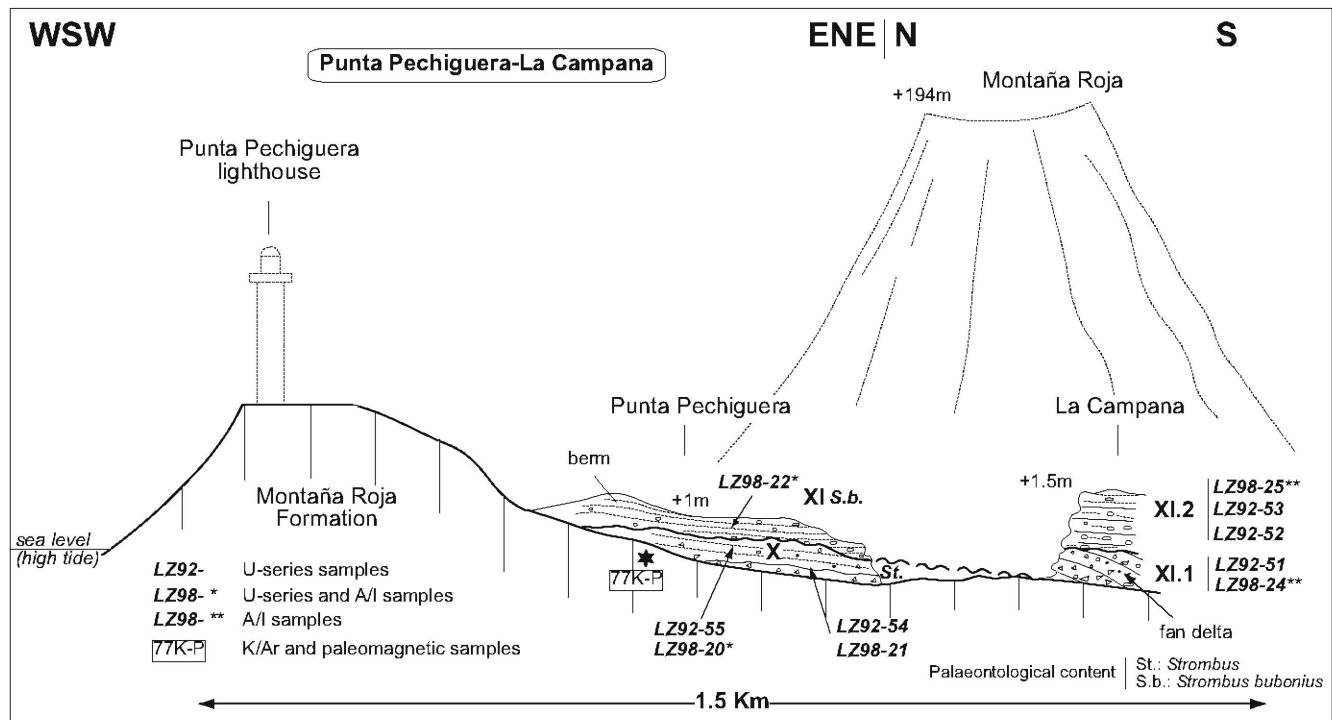 WSW
ENE | N
S
Punta Pechiguera-La Campana
Montaña Roja
+194m
Punta Pechiguera
lighthouse
Punta Pechiguera
La Campana
berm
+1m
LZ98-22*
XI S.b.
+1.5m
XI.2
LZ98-25**
LZ92-53
LZ92-52
Montaña Roja
Formation
X
St.
XI.1
LZ92-51
LZ98-24**
sea level
(high tide)
77K-P
LZ92-55
LZ98-20*
LZ92-54
LZ98-21
fan delta
LZ92- U-series samples
LZ98- * U-series and A/I samples
LZ98- ** A/I samples
77K-P K/Ar and paleomagnetic samples
Palaeontological content
St.: Strombus
S.b.: Strombus bubonius
1.5 Km